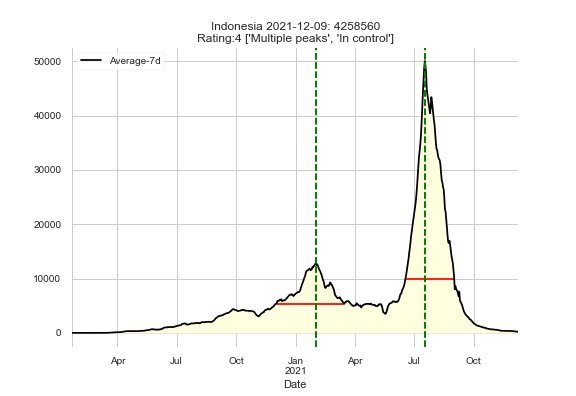 Indonesia 2021-12-09: 4258560
Rating:4 ['Multiple peaks', 'In control']
Average-7d
50000
40000
30000
20000
10000
0
Apr Jul Oct Jan Apr Jul Oct
2021
Date